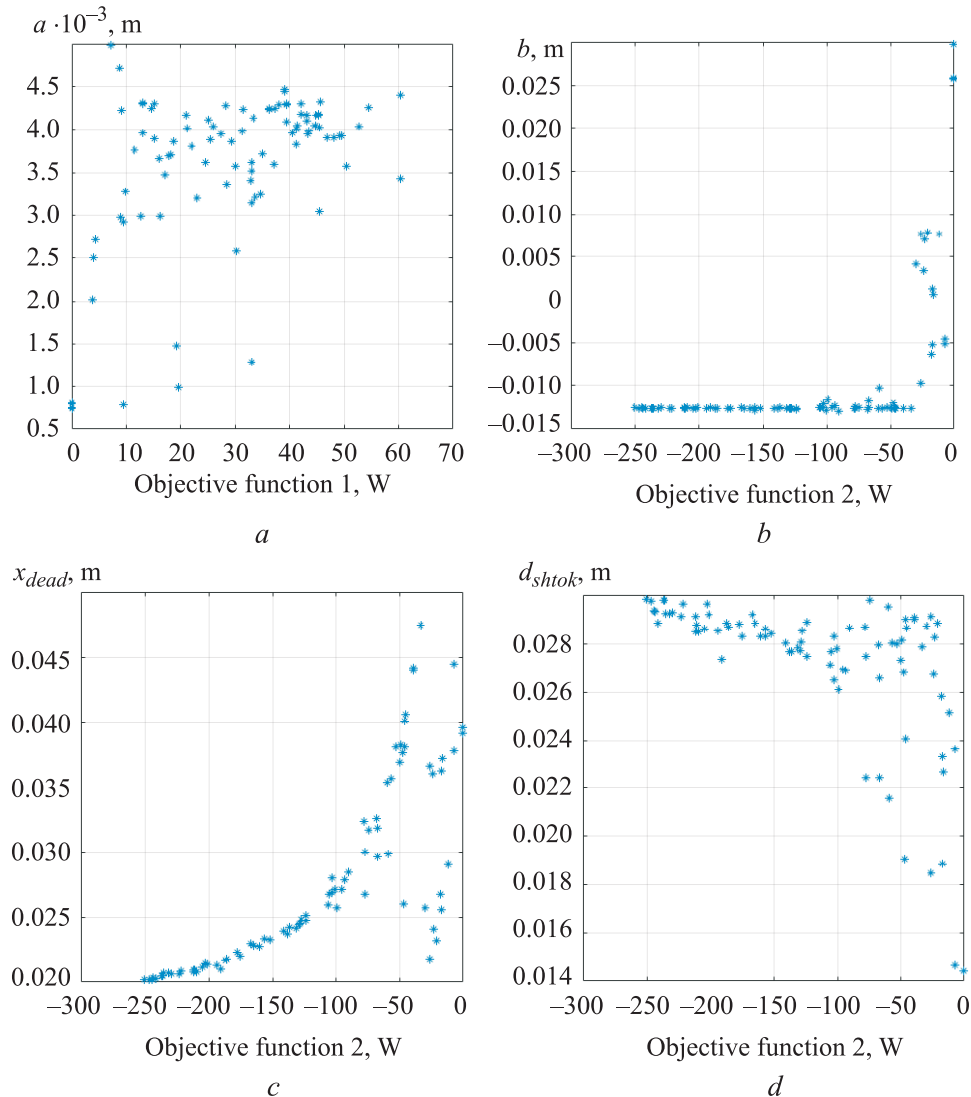 a · 10⁻³, m
4.5
4.0
3.5
3.0
2.5
2.0
1.5
1.0
0.5
0 10 20 30 40 50 60 70
Objective function 1, W
a
b, m
0.025
0.020
0.015
0.010
0.005
0
–0.005
–0.010
–0.015
–300 –250 –200 –150 –100 –50 0
Objective function 2, W
b
x_dead, m
0.045
0.040
0.035
0.030
0.025
0.020
–300 –250 –200 –150 –100 –50 0
Objective function 2, W
c
d_shtok, m
0.028
0.026
0.024
0.022
0.020
0.018
0.016
0.014
–300 –250 –200 –150 –100 –50 0
Objective function 2, W
d